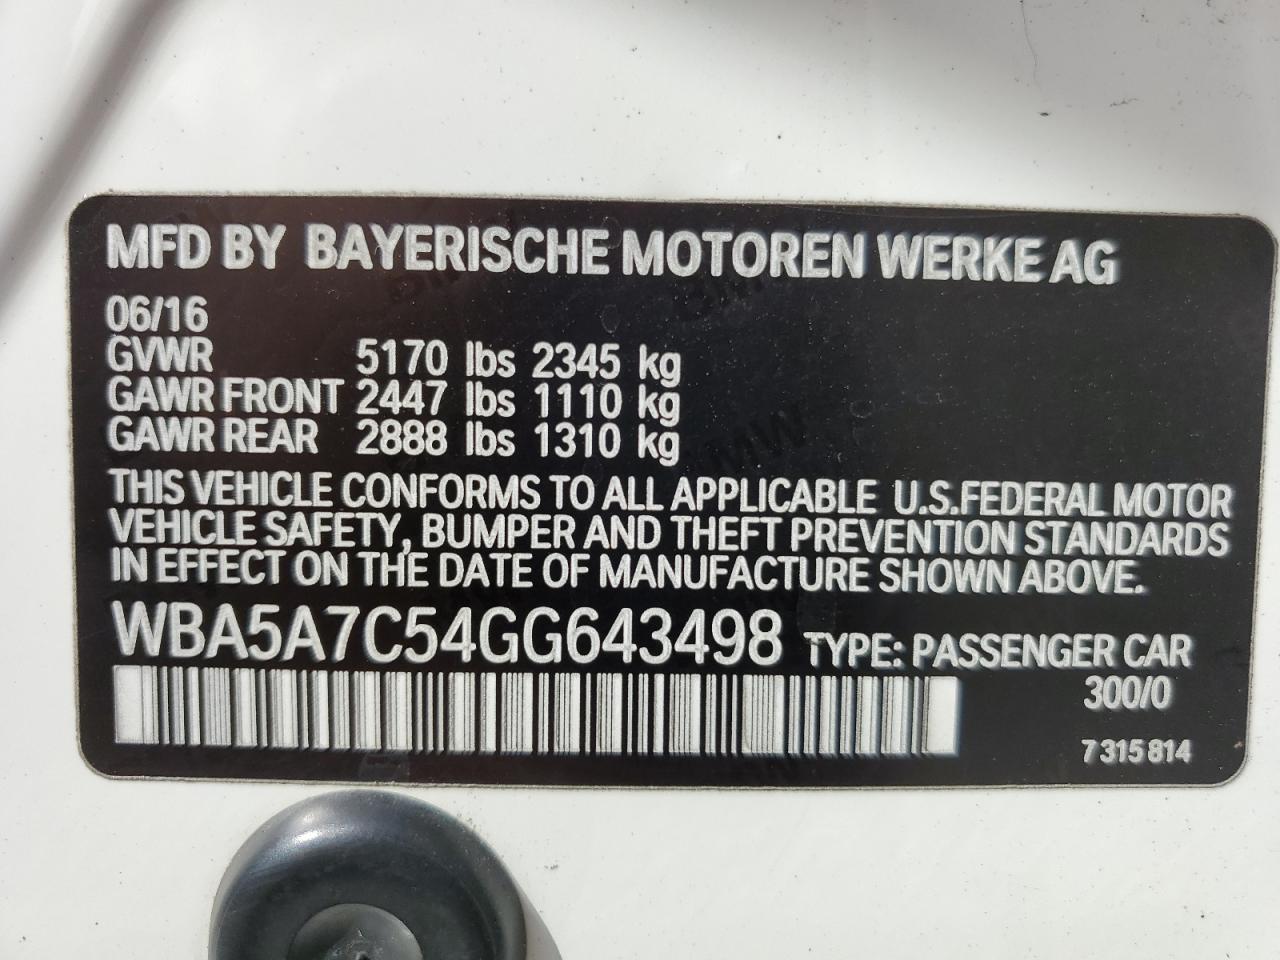 MFD BY BAYERISCHE MOTOREN WERKE AG
06/16
GVWR 5170 lbs 2345 kg
GAWR FRONT 2447 lbs 1110 kg
GAWR REAR 2888 lbs 1310 kg
THIS VEHICLE CONFORMS TO ALL APPLICABLE U.S.FEDERAL MOTOR
VEHICLE SAFETY, BUMPER AND THEFT PREVENTION STANDARDS
IN EFFECT ON THE DATE OF MANUFACTURE SHOWN ABOVE.
WBA5A7C54GG643498 TYPE: PASSENGER CAR
300/0
7 315 814